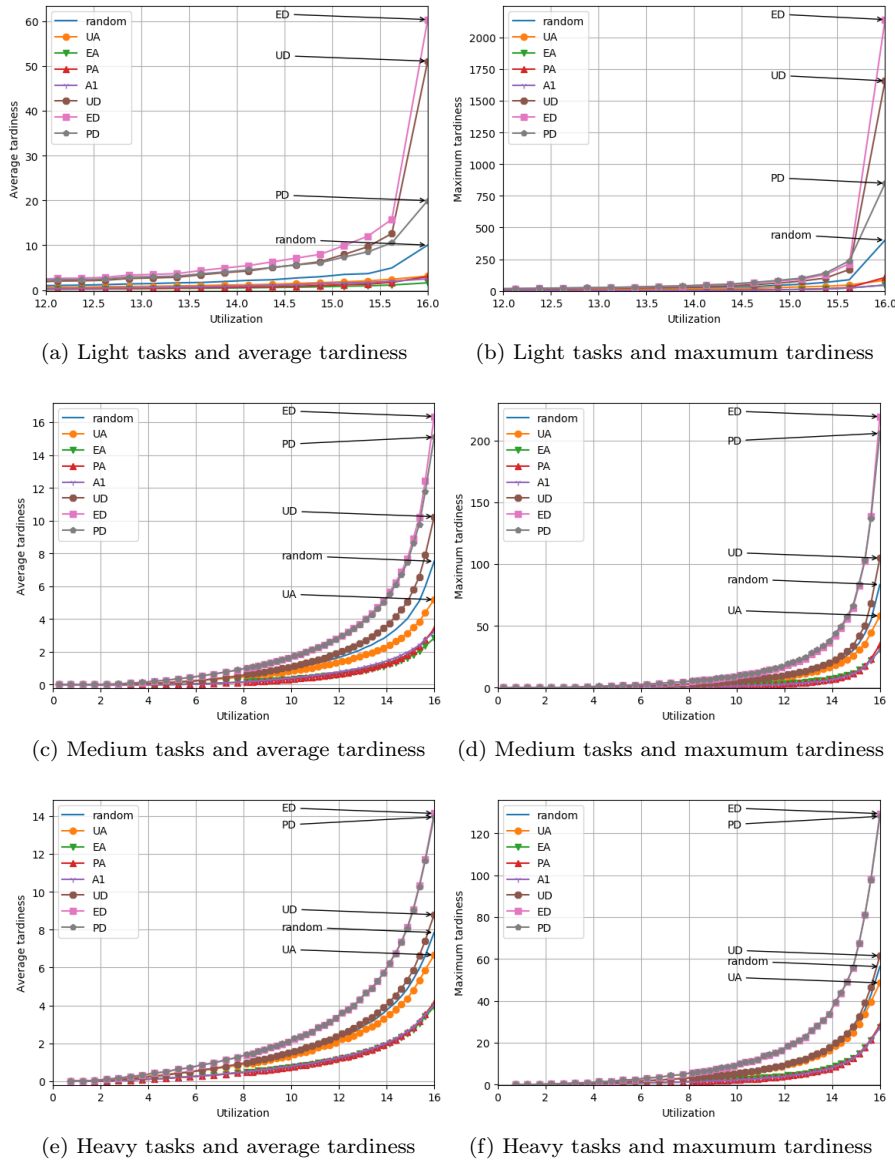 ED
UD
PD
random
random
UA
EA
PA
A1
UD
ED
PD
60
50
40
30
20
10
0
Average tardiness
12.0 12.5 13.0 13.5 14.0 14.5 15.0 15.5 16.0
Utilization
(a) Light tasks and average tardiness
ED
UD
PD
random
random
UA
EA
PA
A1
UD
ED
PD
2000
1750
1500
1250
1000
750
500
250
0
Maximum tardiness
12.0 12.5 13.0 13.5 14.0 14.5 15.0 15.5 16.0
Utilization
(b) Light tasks and maxumum tardiness
ED
PD
UD
random
UA
random
UA
EA
PA
A1
UD
ED
PD
16
14
12
10
8
6
4
2
0
Average tardiness
0 2 4 6 8 10 12 14 16
Utilization
(c) Medium tasks and average tardiness
ED
PD
UD
random
UA
random
UA
EA
PA
A1
UD
ED
PD
200
150
100
50
0
Maximum tardiness
0 2 4 6 8 10 12 14 16
Utilization
(d) Medium tasks and maxumum tardiness
ED
PD
UD
random
UA
random
UA
EA
PA
A1
UD
ED
PD
14
12
10
8
6
4
2
0
Average tardiness
0 2 4 6 8 10 12 14 16
Utilization
(e) Heavy tasks and average tardiness
ED
PD
UD
random
UA
random
UA
EA
PA
A1
UD
ED
PD
120
100
80
60
40
20
0
Maximum tardiness
0 2 4 6 8 10 12 14 16
Utilization
(f) Heavy tasks and maxumum tardiness